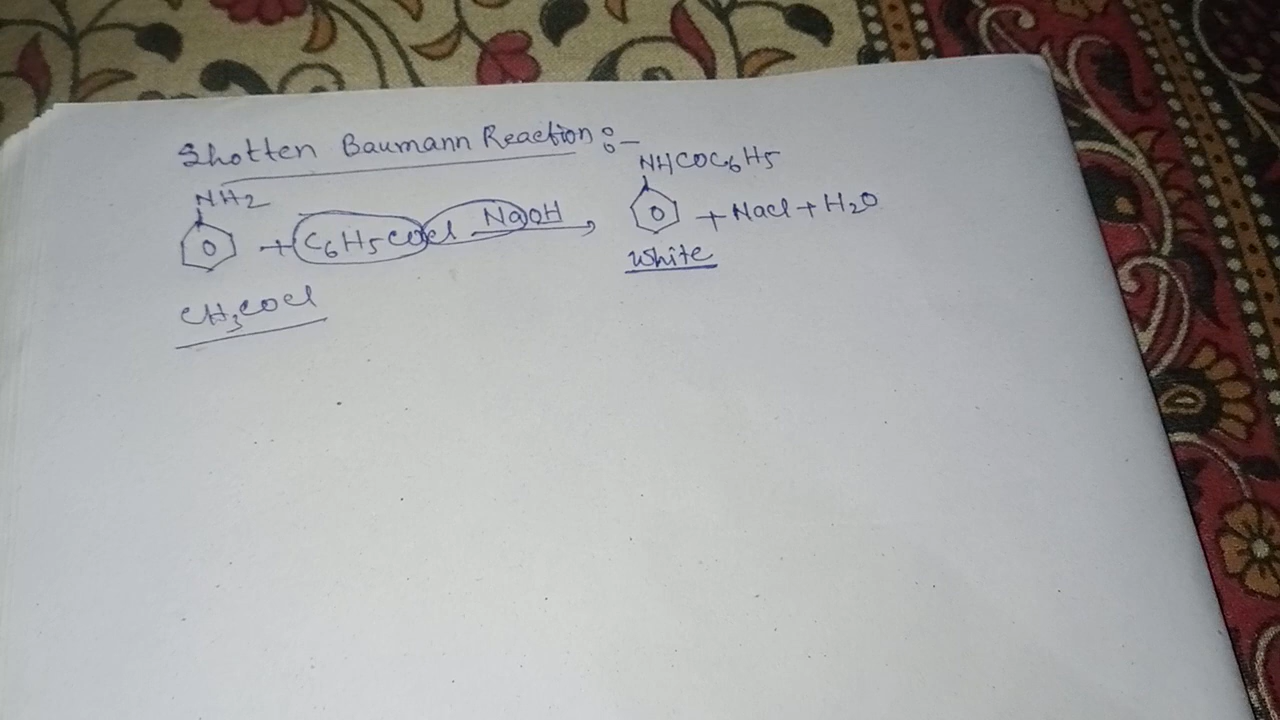 Shotten Baumann Reaction :-
NH2 NHCOC6H5
+ C6H5COCl NaOH → + NaCl + H2O
White
CH3COCl